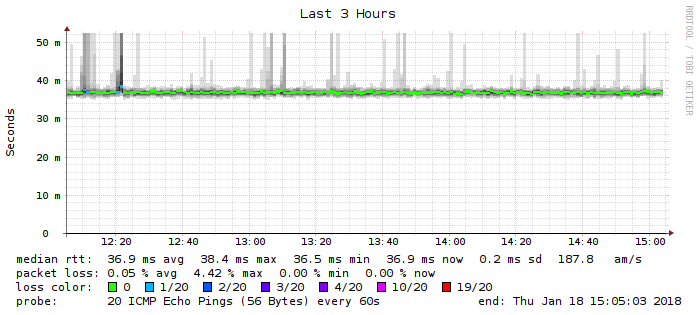 Last 3 Hours
RRDTOOL / TOBI OETIKER
Seconds
50 m
40 m
30 m
20 m
10 m
0
12:20 12:40 13:00 13:20 13:40 14:00 14:20 14:40 15:00
median rtt: 36.9 ms avg 38.4 ms max 36.5 ms min 36.9 ms now 0.2 ms sd 187.8 am/s
packet loss: 0.05 % avg 4.42 % max 0.00 % min 0.00 % now
loss color: 0 1/20 2/20 3/20 4/20 10/20 19/20
probe: 20 ICMP Echo Pings (56 Bytes) every 60s end: Thu Jan 18 15:05:03 2018